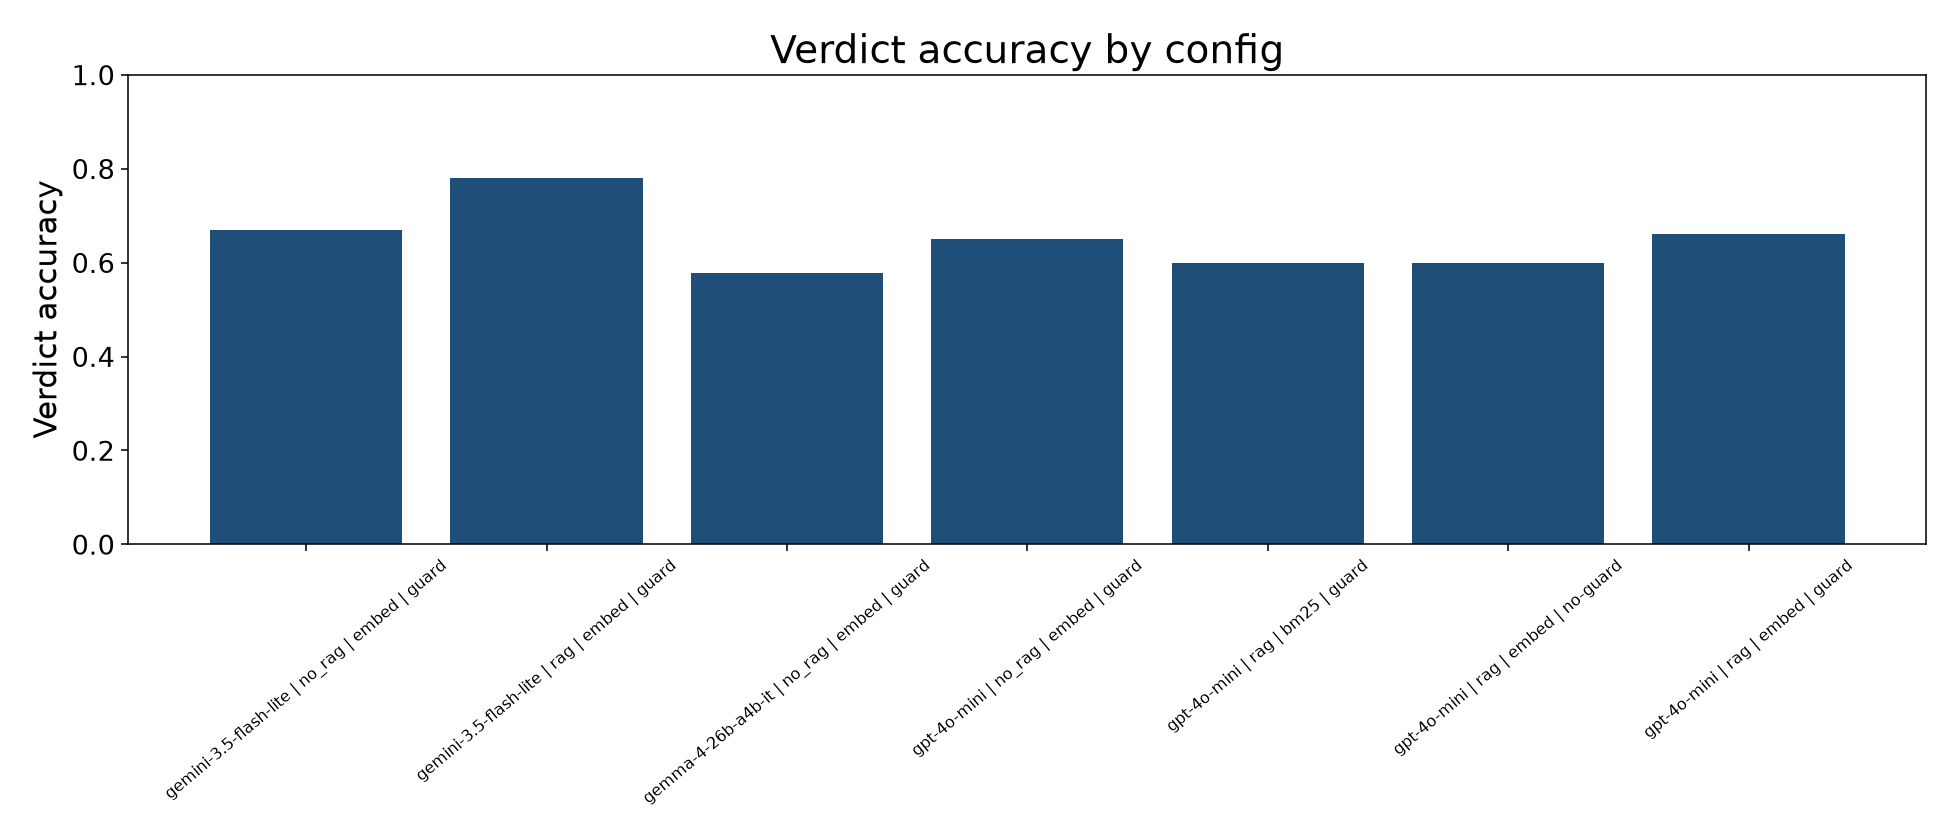 Verdict accuracy by config
Verdict accuracy
1.0
0.8
0.6
0.4
0.2
0.0
gemini-3.5-flash-lite | no_rag | embed | guard
gemini-3.5-flash-lite | rag | embed | guard
gemma-4-26b-a4b-it | no_rag | embed | guard
gpt-4o-mini | no_rag | embed | guard
gpt-4o-mini | rag | bm25 | guard
gpt-4o-mini | rag | embed | no-guard
gpt-4o-mini | rag | embed | guard